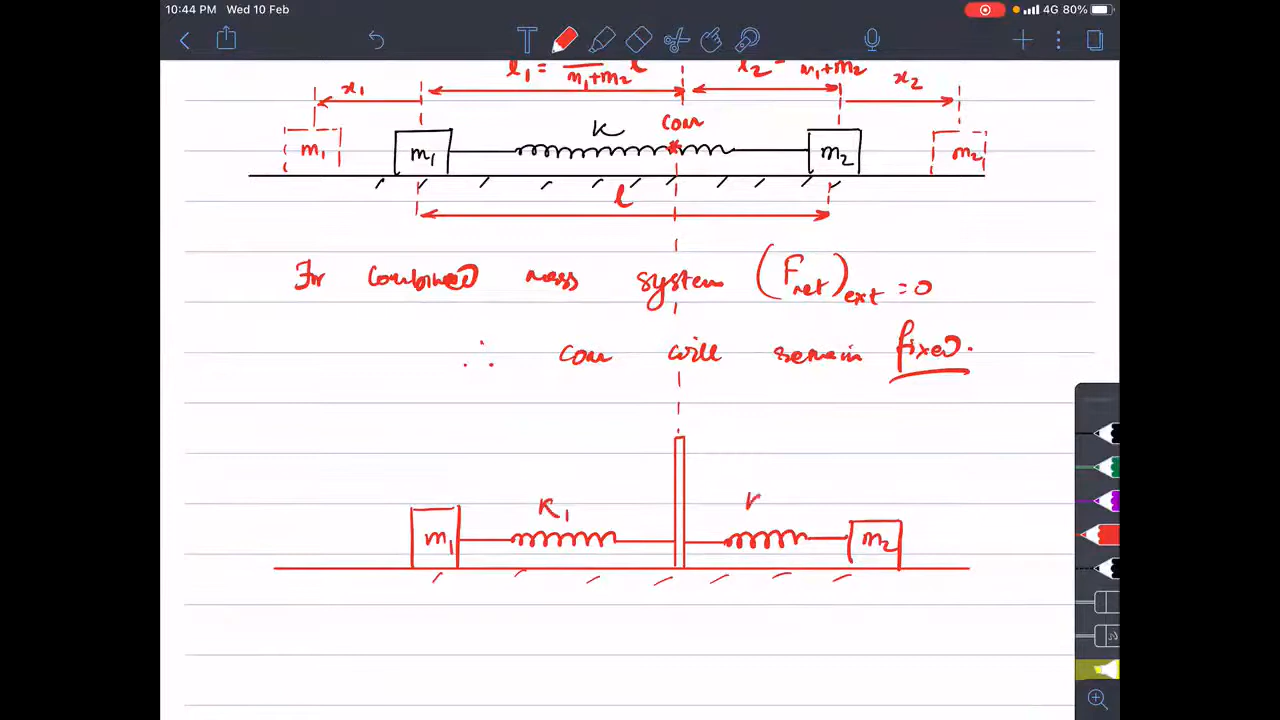 10:44 PM Wed 10 Feb 4G 80%
T
l₁ = m₁+m₂ l l₂ = m₁+m₂
x₁ x₂
K com
m₁ m₁ m₂ m₂
l
For combined mass system (Fnet)ext = 0
∴ com will remain fixed.
K₁
m₁ m₂